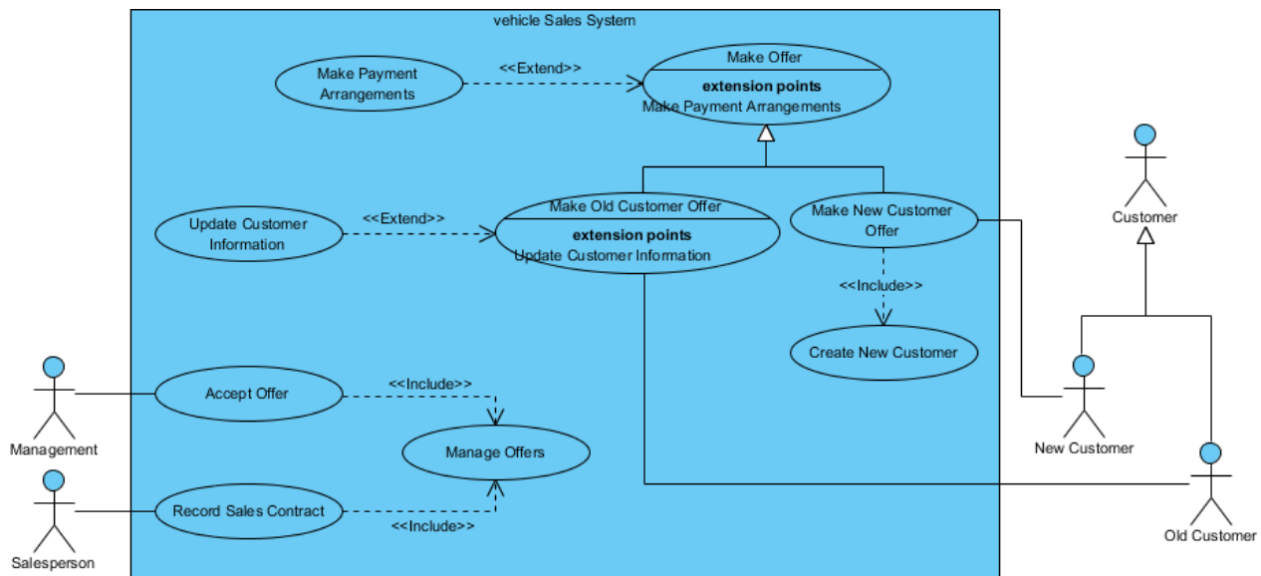 vehicle Sales System
Make Payment
Arrangements
<<Extend>>
Make Offer
extension points
Make Payment Arrangements
Customer
Update Customer
Information
<<Extend>>
Make Old Customer Offer
extension points
Update Customer Information
Make New Customer
Offer
<<Include>>
Create New Customer
Management
Accept Offer
<<Include>>
Manage Offers
New Customer
Salesperson
Record Sales Contract
<<Include>>
Old Customer